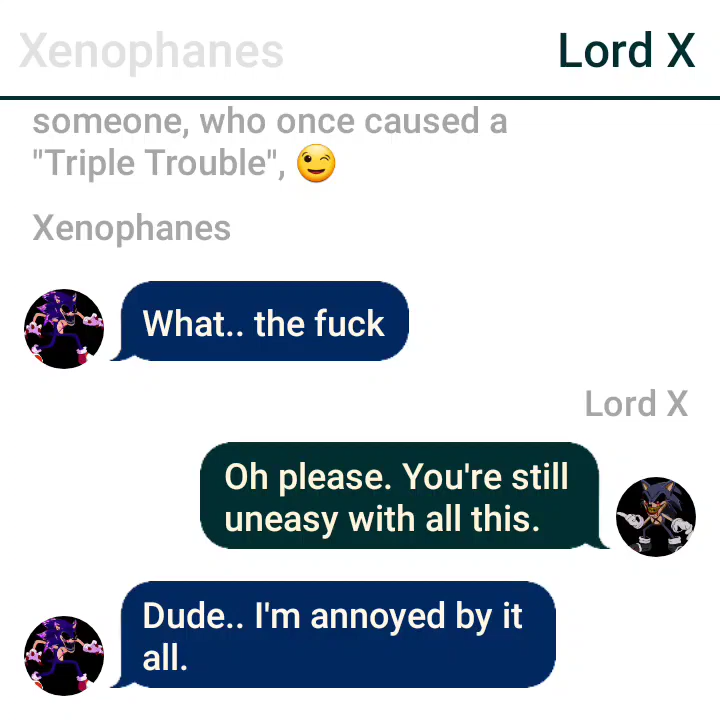 Xenophanes
Lord X
someone, who once caused a
"Triple Trouble", 😉
Xenophanes
What.. the fuck
Lord X
Oh please. You're still
uneasy with all this.
Dude.. I'm annoyed by it
all.